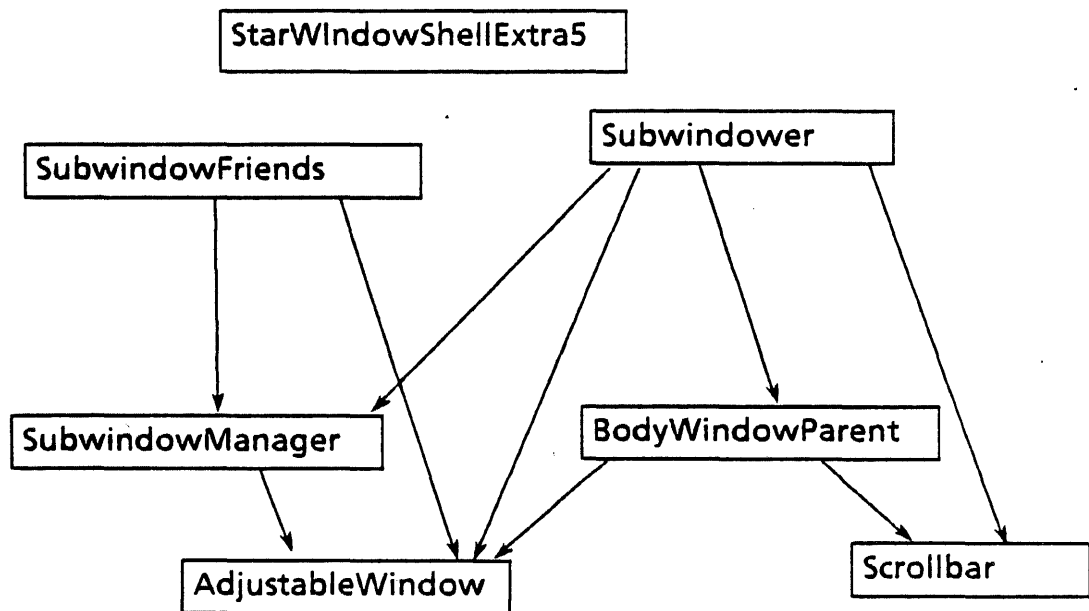 StarWIndowShellExtra5
Subwindower
SubwindowFriends
SubwindowManager
BodyWindowParent
AdjustableWindow
Scrollbar